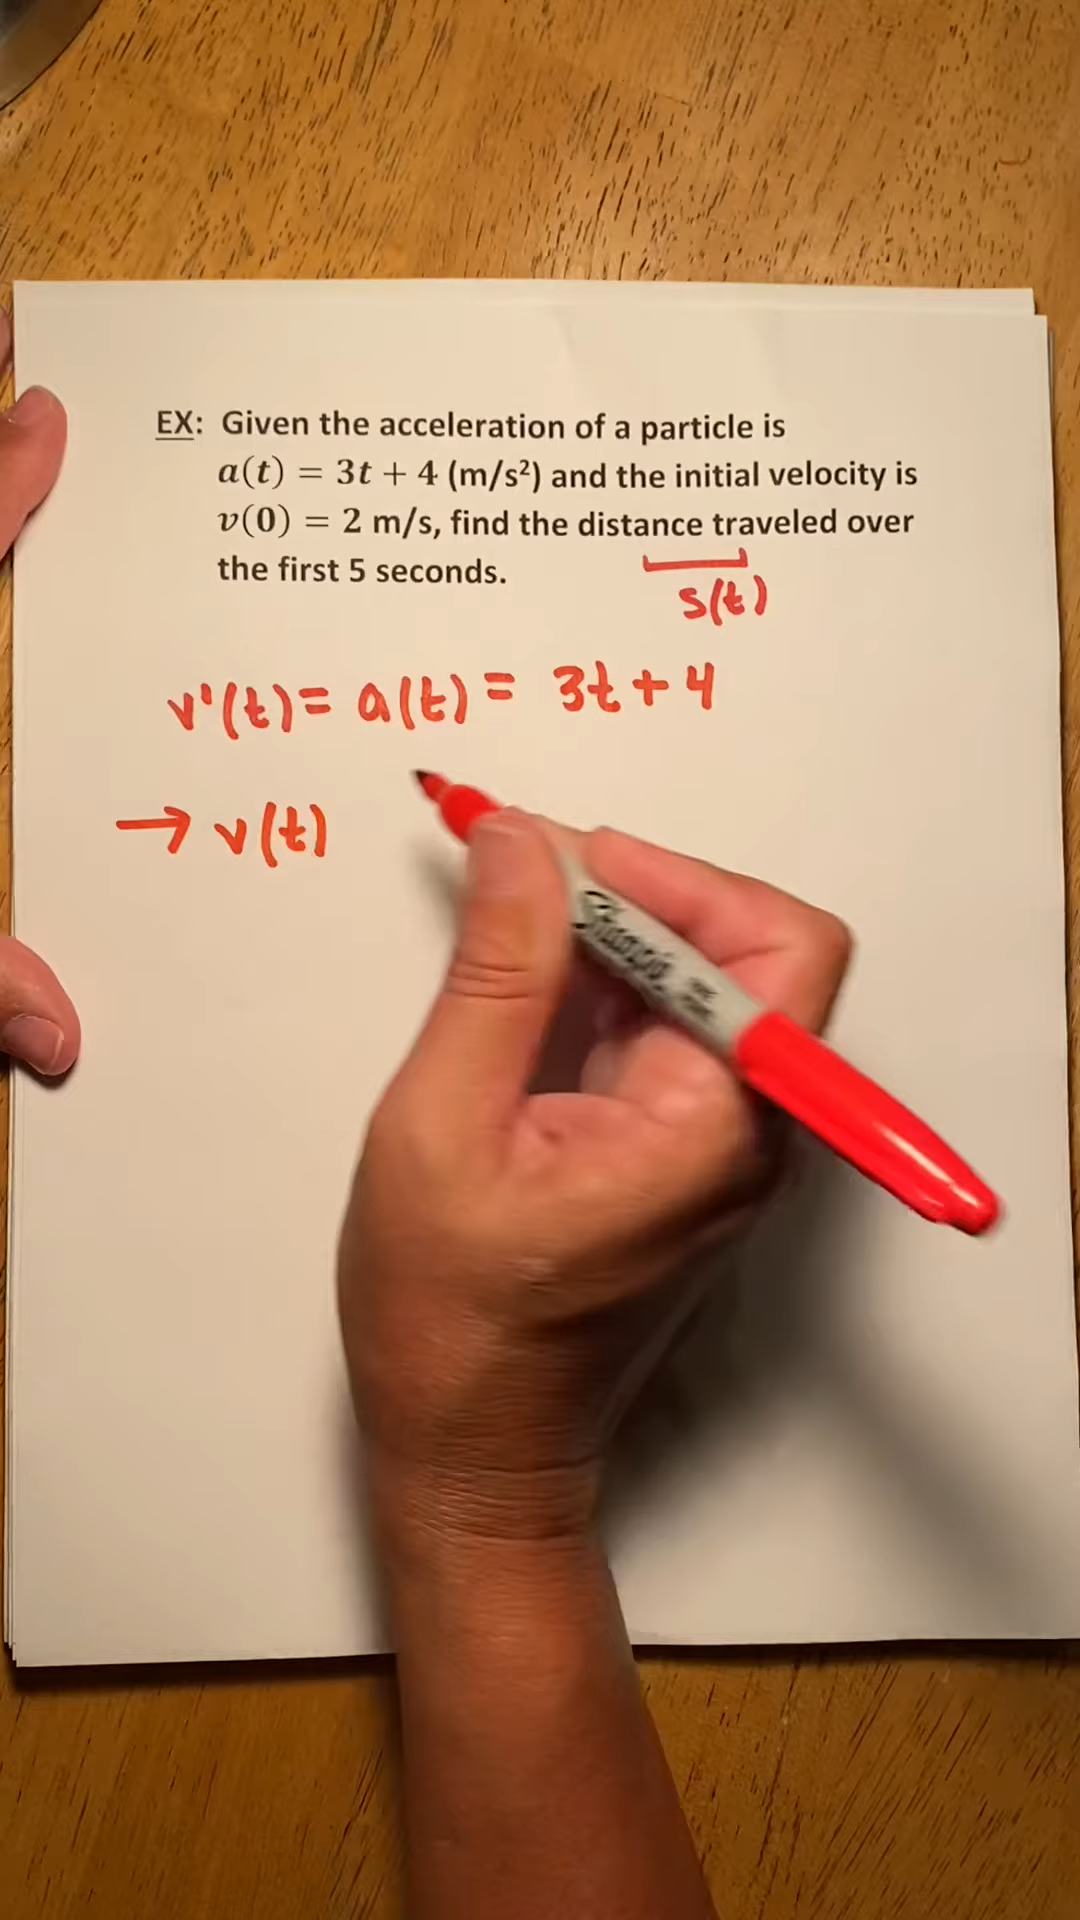 EX: Given the acceleration of a particle is
a(t) = 3t + 4 (m/s²) and the initial velocity is
v(0) = 2 m/s, find the distance traveled over
the first 5 seconds.
s(t)
v'(t) = a(t) = 3t + 4
→ v(t)
Sharpie